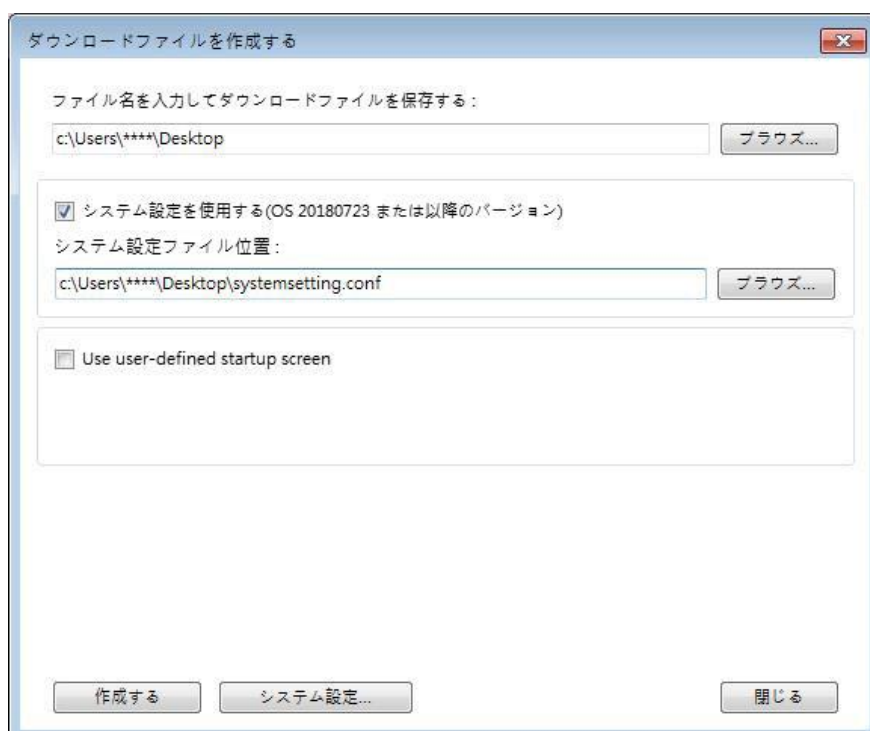 ダウンロードファイルを作成する
ファイル名を入力してダウンロードファイルを保存する :
c:\Users\****\Desktop
ブラウズ...
システム設定を使用する(OS 20180723 または以降のバージョン)
システム設定ファイル位置 :
c:\Users\****\Desktop\systemsetting.conf
ブラウズ...
Use user-defined startup screen
作成する
システム設定...
閉じる